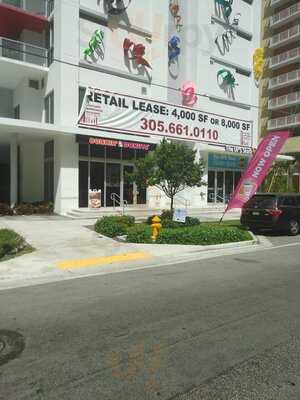 RETAIL LEASE: 4,000 SF OR 8,000 SF
305.661.0110
DUNKIN' DONUTS
NOW OPEN!